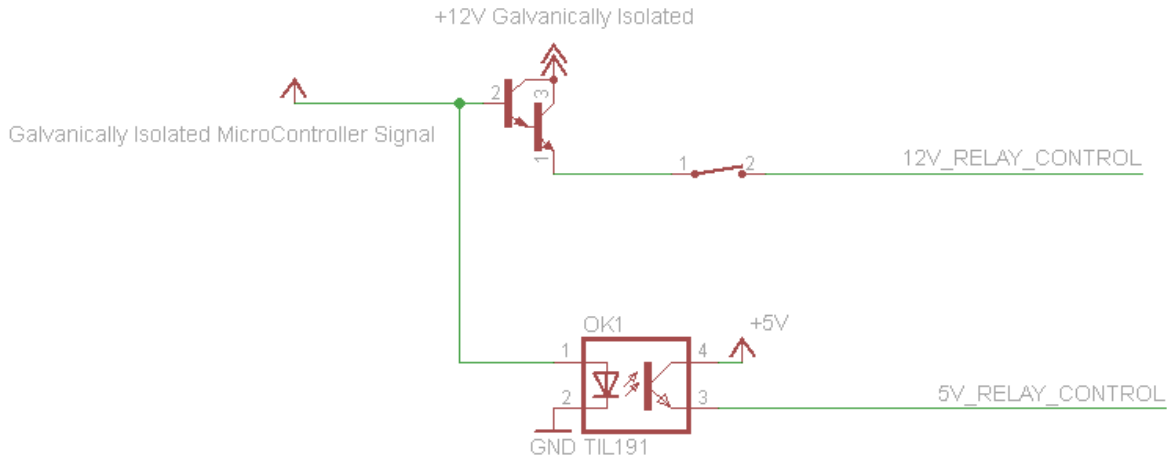 +12V Galvanically Isolated
2
3
Galvanically Isolated MicroController Signal
1
1
2
12V_RELAY_CONTROL
OK1
+5V
1
4
2
3
5V_RELAY_CONTROL
GND TIL191